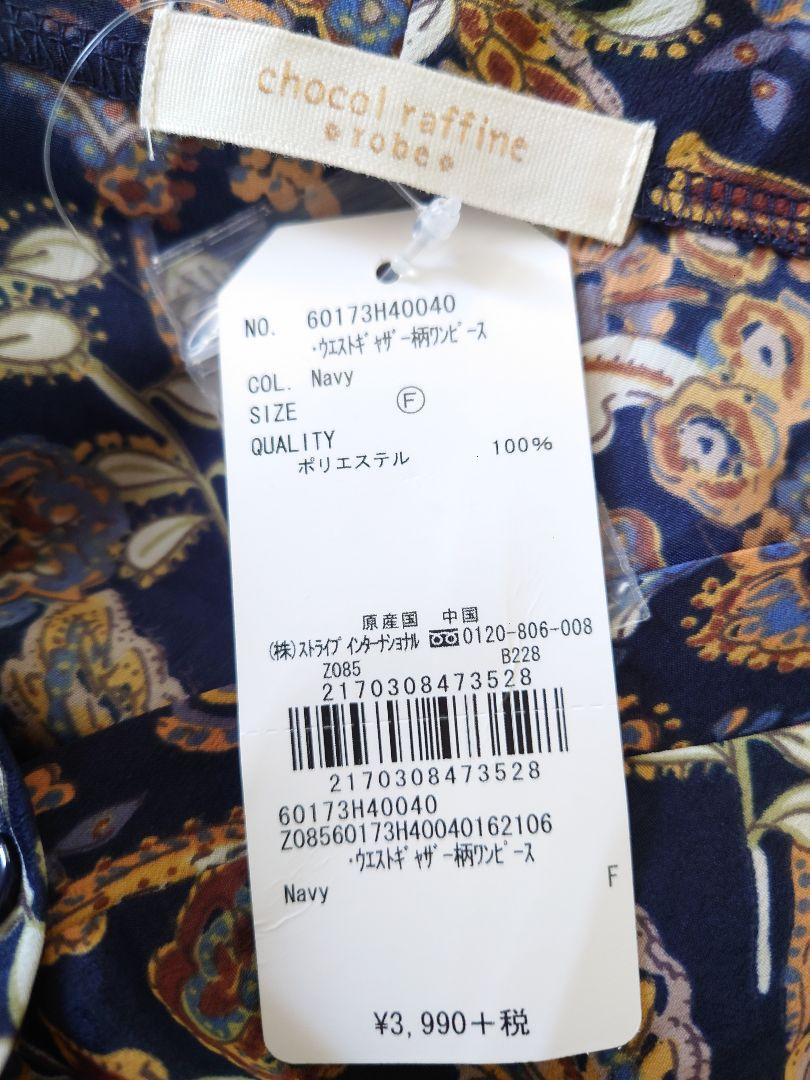 chocol raffine
robe
NO. 60173H40040
・ウエストギャザー柄ワンピース
COL. Navy
SIZE Ⓕ
QUALITY
ポリエステル 100%
原産国 中国
(株)ストライプインターナショナル 0120-806-008
Z085 B228
2170308473528
2170308473528
60173H40040
Z08560173H40040162106
・ウエストギャザー柄ワンピース
Navy F
¥3,990+税